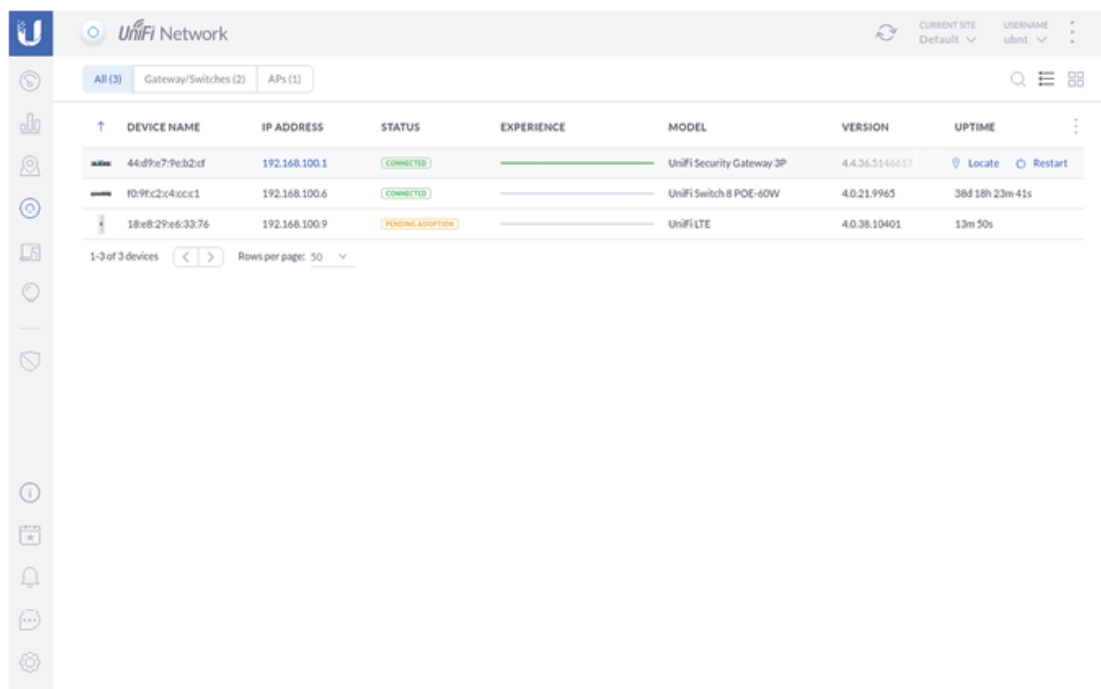 UniFi Network
CURRENT SITE
Default
USERNAME
ubnt
All (3) Gateway/Switches (2) APs (1)
DEVICE NAME IP ADDRESS STATUS EXPERIENCE MODEL VERSION UPTIME
44:d9:e7:9e:b2:cf 192.168.100.1 CONNECTED UniFi Security Gateway 3P 4.4.36.5146617 Locate Restart
f0:9f:c2:c4:cc:c1 192.168.100.6 CONNECTED UniFi Switch 8 POE-60W 4.0.21.9965 38d 18h 23m 41s
18:e8:29:e6:33:76 192.168.100.9 PENDING ADOPTION UniFi LTE 4.0.38.10401 13m 50s
1-3 of 3 devices Rows per page: 50